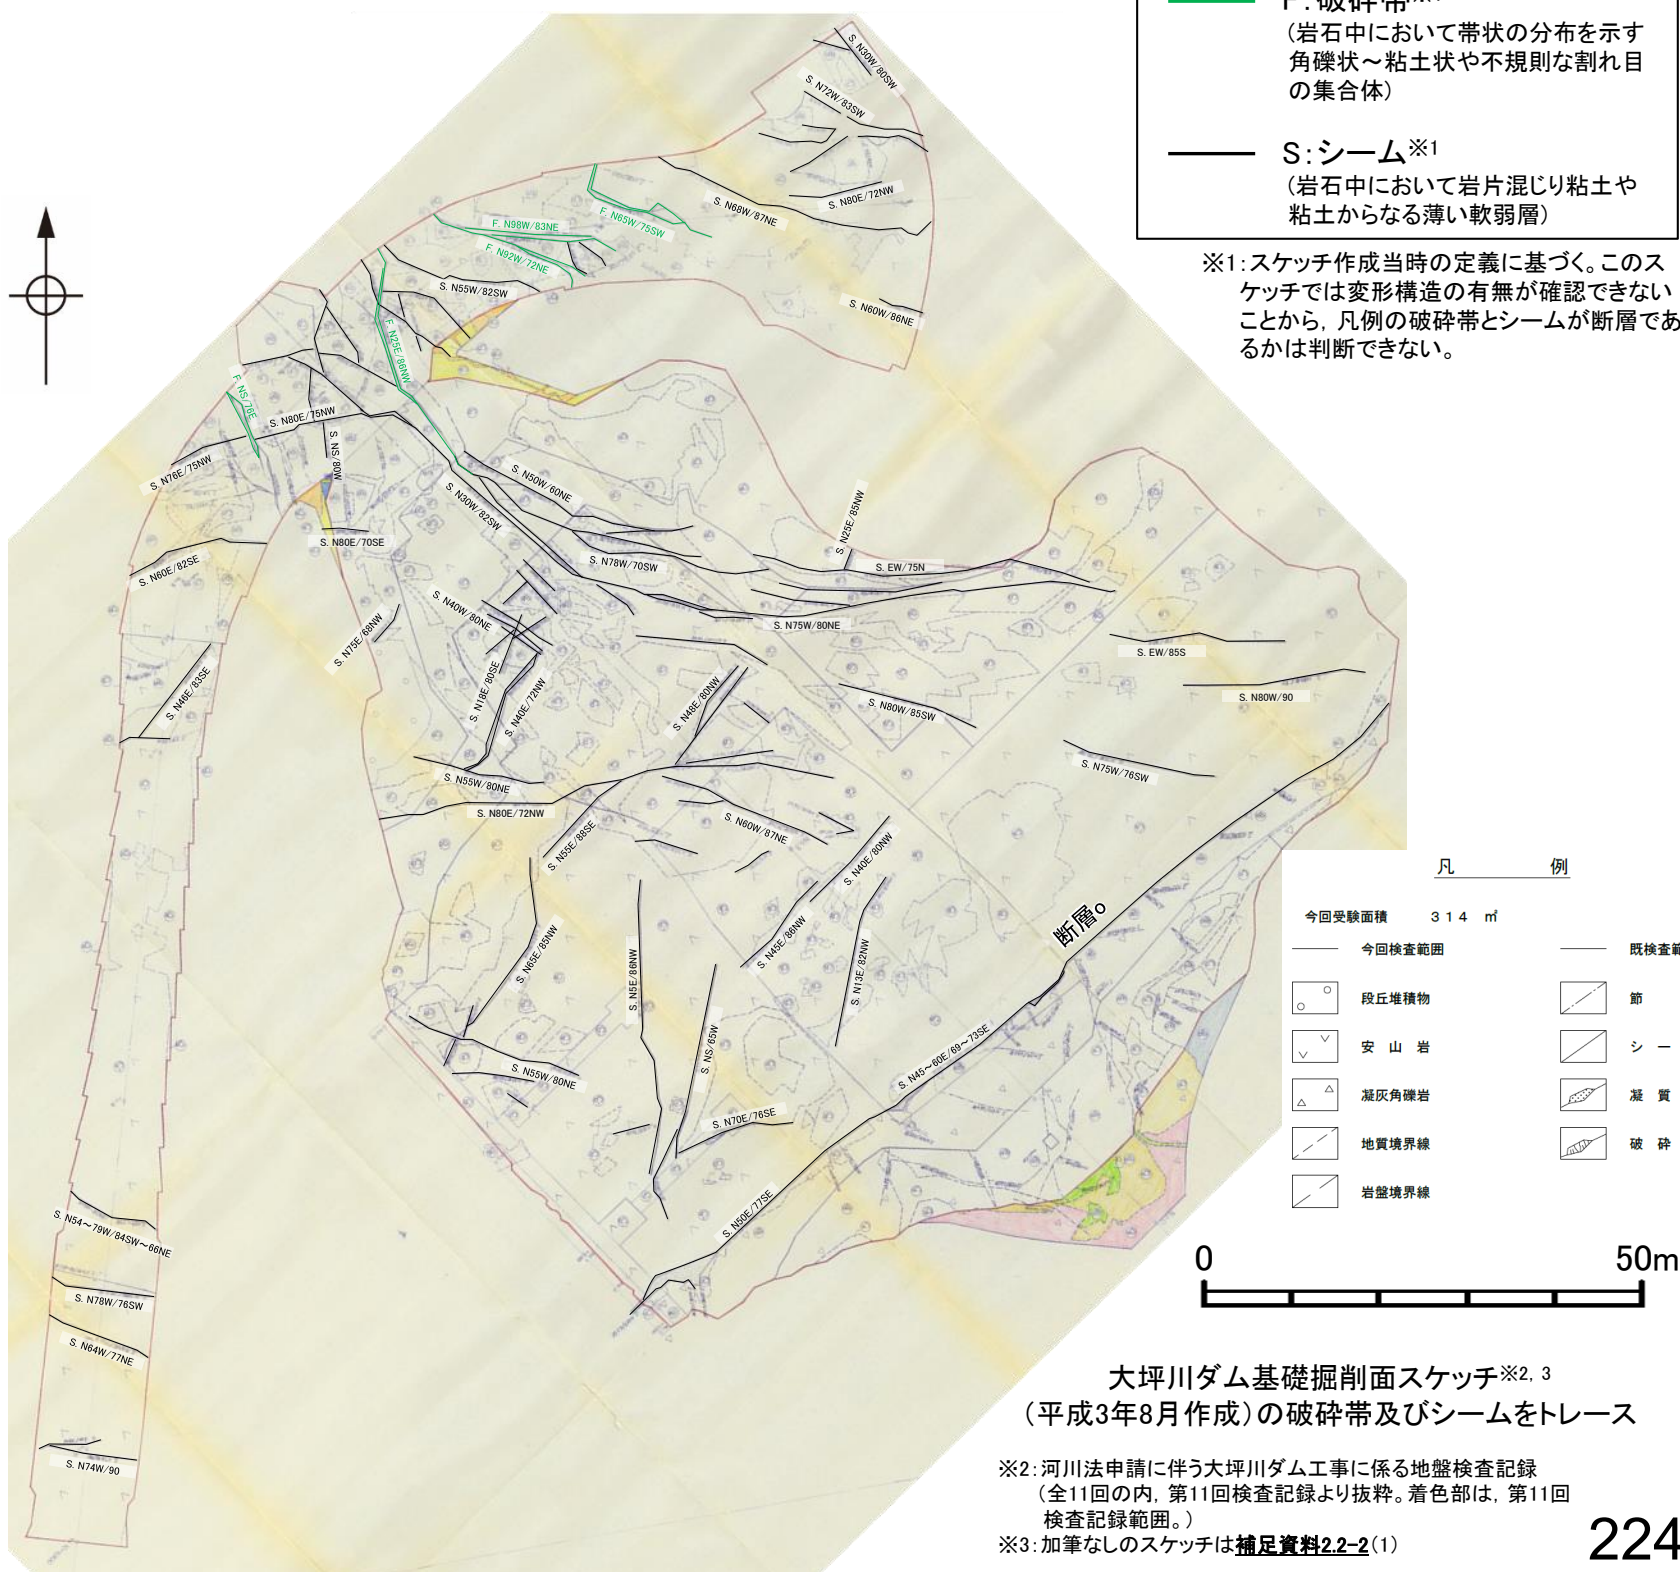 F:破砕帯※1
(岩石中において帯状の分布を示す
角礫状～粘土状や不規則な割れ目
の集合体)
S:シーム※1
(岩石中において岩片混じり粘土や
粘土からなる薄い軟弱層)
※1:スケッチ作成当時の定義に基づく。このス
ケッチでは変形構造の有無が確認できない
ことから, 凡例の破砕帯とシームが断層であ
るかは判断できない。
S. N30W/80SW
S. N72W/83SW
S. N80E/72NW
S. N68W/87NE
F. N65W/75SW
F. N98W/83NE
F. N92W/72NE
S. N55W/82SW
S. N60W/86NE
F. N25E/86NW
F. NS/76E
S. N80E/75NW
S. NS/80W
S. N76E/75NW
S. N50W/60NE
S. N30W/82SW
S. N25E/85NW
S. N80E/70SE
S. N60E/82SE
S. N78W/70SW
S. EW/75N
S. N40W/80NE
S. N75W/80NE
S. N75E/68NW
S. EW/85S
S. N46E/83SE
S. N18E/80SE
S. N40E/72NW
S. N48E/80NW
S. N80W/85SW
S. N80W/90
S. N75W/76SW
S. N55W/80NE
S. N80E/72NW
S. N55E/88SE
S. N60W/87NE
S. N40E/80NW
断層o
S. N65E/85NW
S. N5E/86NW
S. N45E/86NW
S. N13E/82NW
S. NS/65W
S. N45～60E/69～73SE
S. N55W/80NE
S. N70E/76SE
S. N50E/77SE
S. N54～79W/84SW～66NE
S. N78W/76SW
S. N64W/77NE
S. N74W/90
凡 例
今回受験面積 314 ㎡
今回検査範囲
既検査範
段丘堆積物
節
安山岩
シー
凝灰角礫岩
凝質
地質境界線
破砕
岩盤境界線
0 50m
大坪川ダム基礎掘削面スケッチ※2, 3
(平成3年8月作成)の破砕帯及びシームをトレース
※2:河川法申請に伴う大坪川ダム工事に係る地盤検査記録
(全11回の内, 第11回検査記録より抜粋。着色部は, 第11回
検査記録範囲。)
※3:加筆なしのスケッチは補足資料2.2-2(1)
224